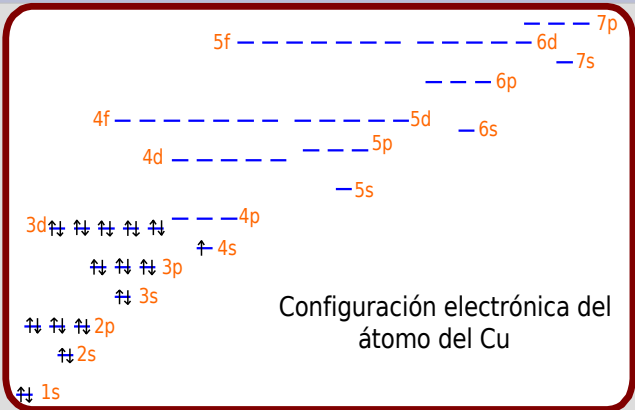 7p
5f 6d
7s
6p
4f 5d
6s
5p
4d
5s
4p
3d
4s
3p
3s
2p
2s
1s
Configuración electrónica del
átomo del Cu